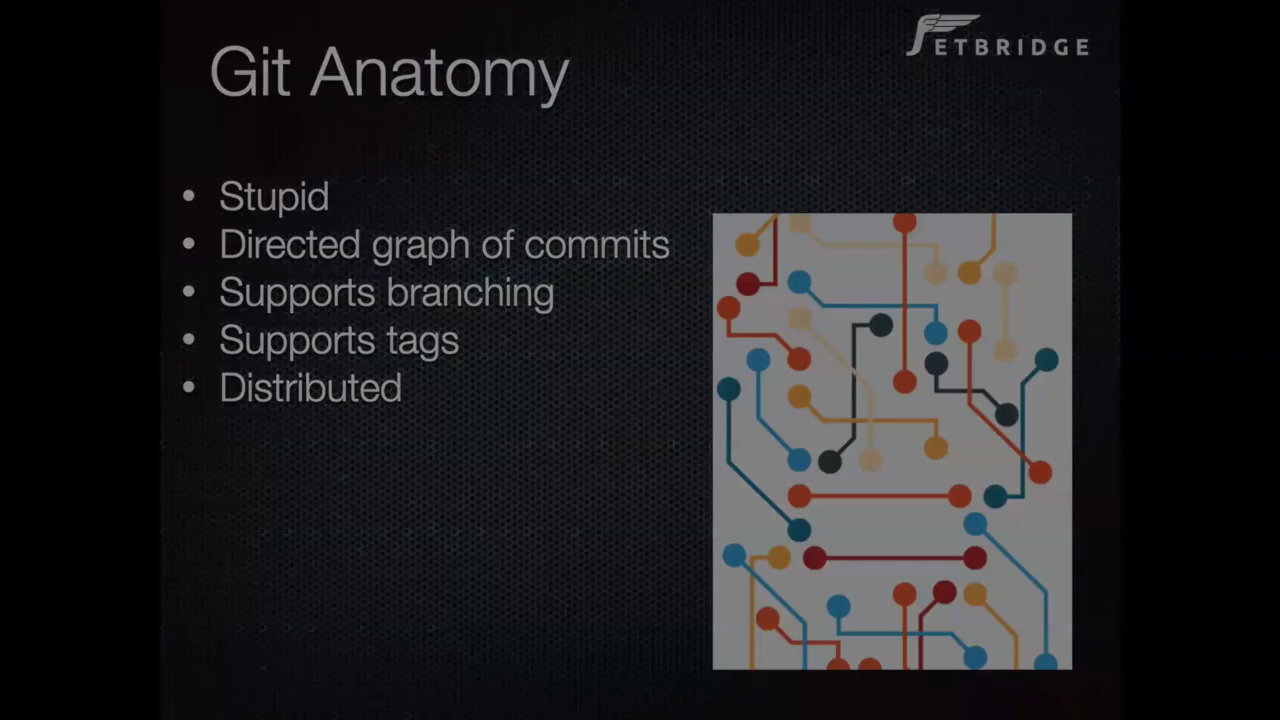 Git Anatomy
JETBRIDGE
• Stupid
• Directed graph of commits
• Supports branching
• Supports tags
• Distributed